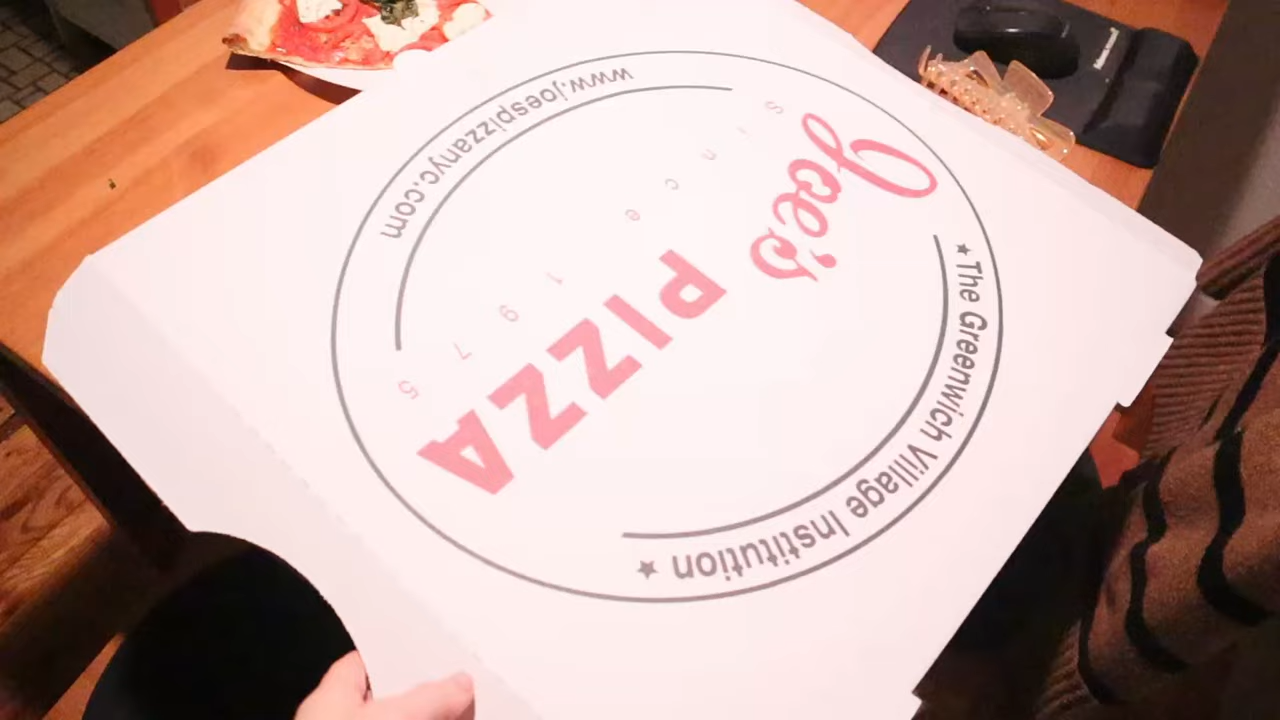 ★ The Greenwich Village Institution ★
Joe's
PIZZA
Since 1975
www.joespizzanyc.com